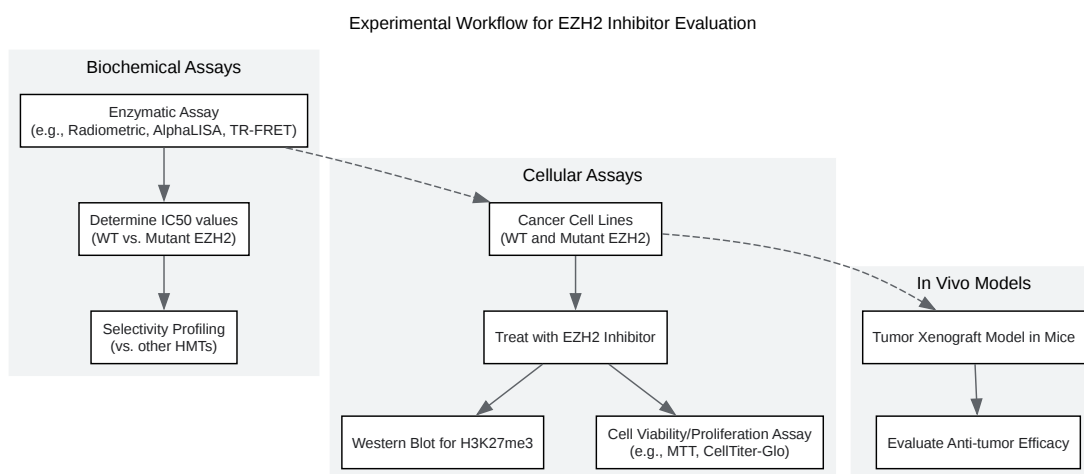 Experimental Workflow for EZH2 Inhibitor Evaluation
Biochemical Assays
Enzymatic Assay
(e.g., Radiometric, AlphaLISA, TR-FRET)
Determine IC50 values
(WT vs. Mutant EZH2)
Selectivity Profiling
(vs. other HMTs)
Cellular Assays
Cancer Cell Lines
(WT and Mutant EZH2)
Treat with EZH2 Inhibitor
Western Blot for H3K27me3
Cell Viability/Proliferation Assay
(e.g., MTT, CellTiter-Glo)
In Vivo Models
Tumor Xenograft Model in Mice
Evaluate Anti-tumor Efficacy